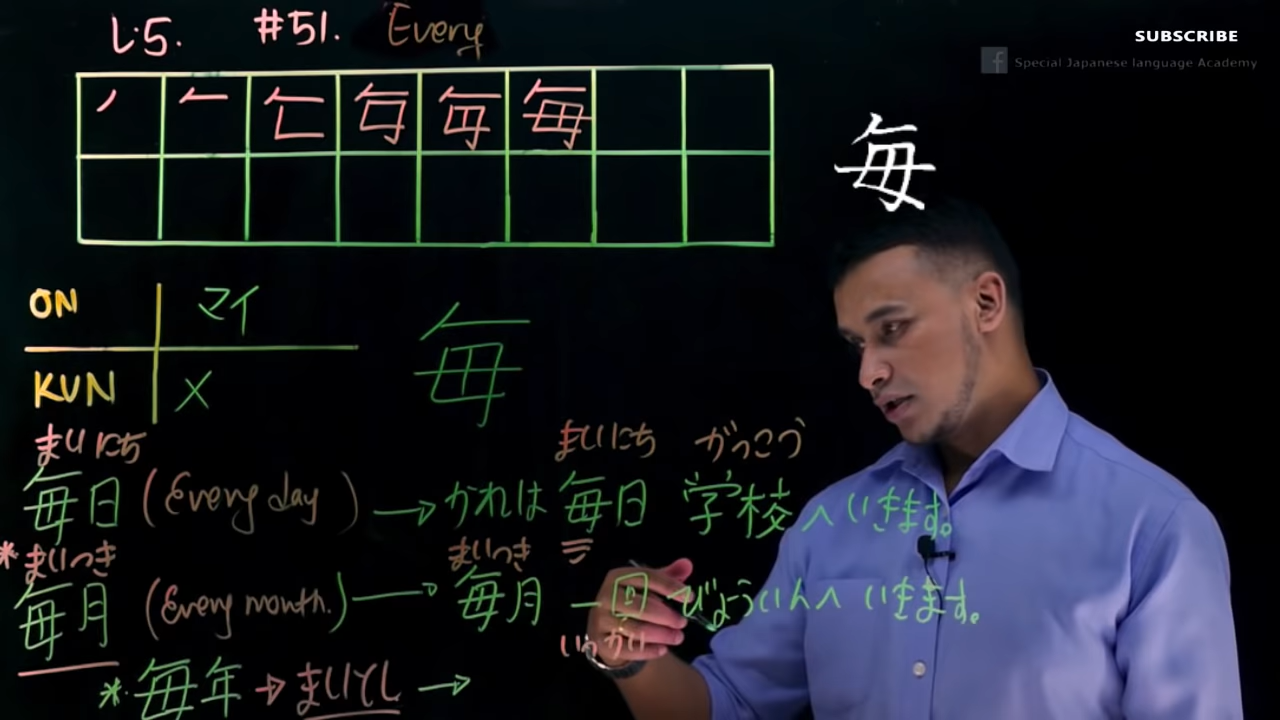 L5. #51. Every
SUBSCRIBE
Special Japanese language Academy
毎
ON マイ
KUN X
毎
まいにち
まいにち がっこう
毎日 (Every day) → かれは 毎日 学校へ いきます。
*まいつき
まいつき
毎月 (Every month.) → 毎月 一回 びょういんへ いきます。
いっかい
* 毎年 → まいとし →